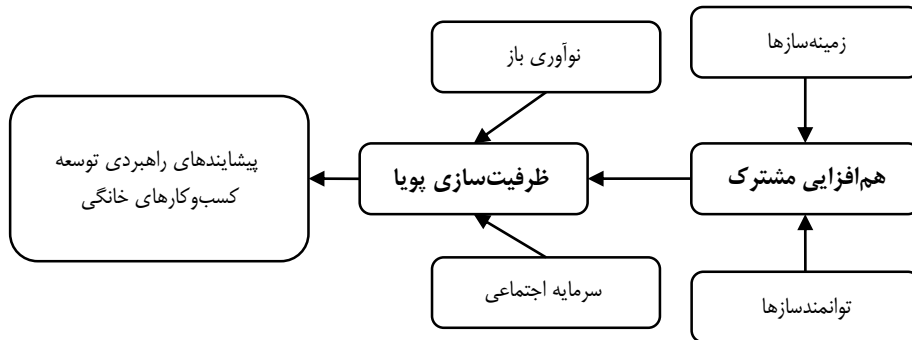 زمینه‌سازها
نوآوری باز
هم‌افزایی مشترک
ظرفیت‌سازی پویا
پیشایندهای راهبردی توسعه
کسب‌وکارهای خانگی
توانمندسازها
سرمایه اجتماعی